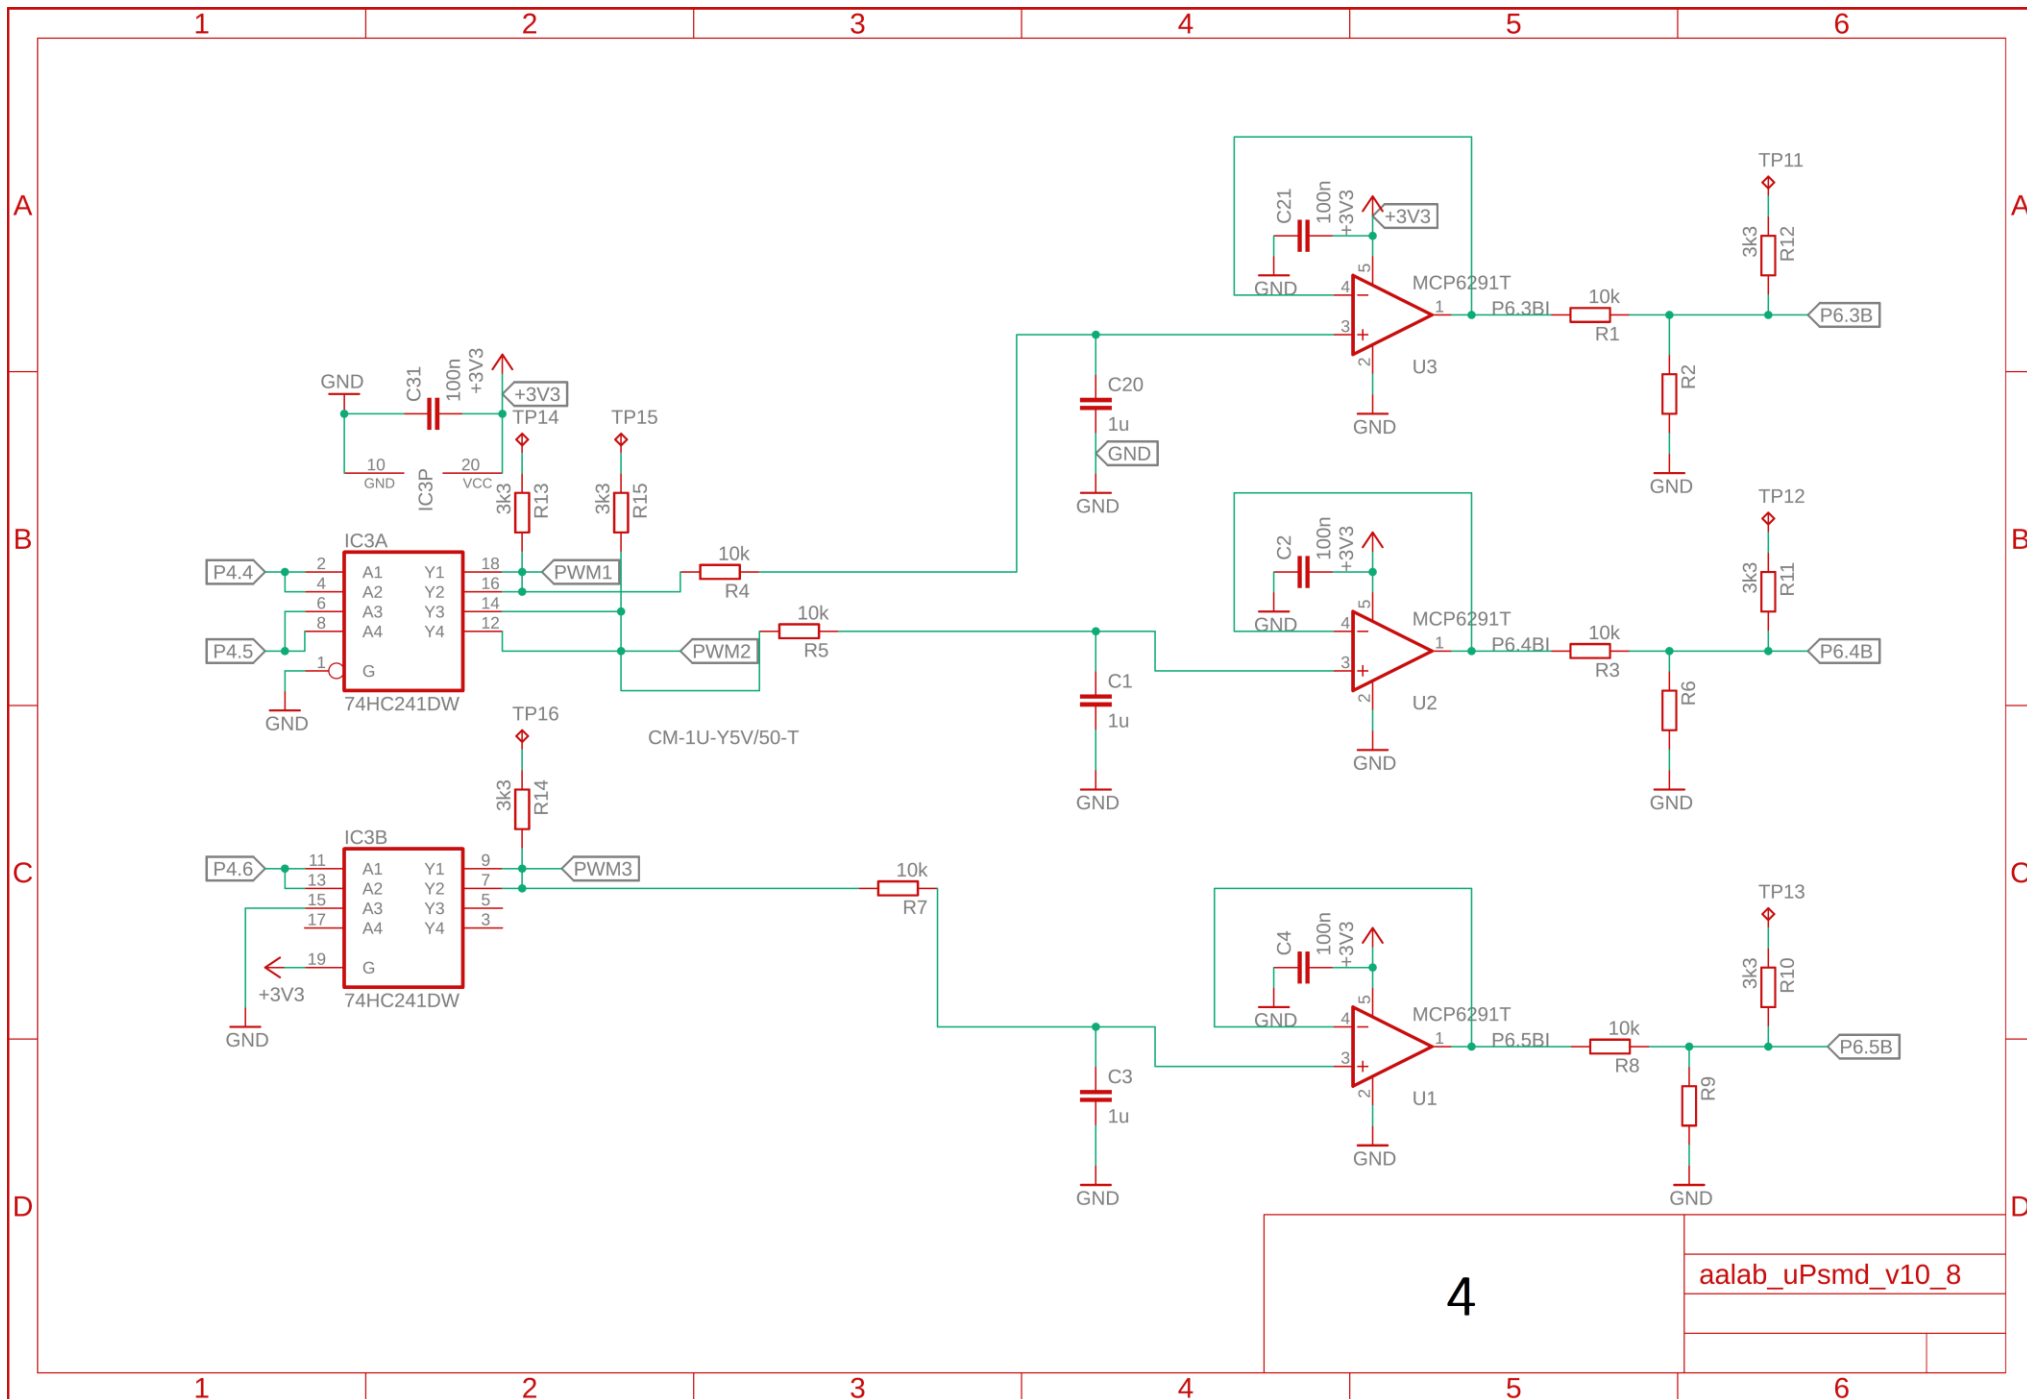 1 2 3 4 5 6
A A
TP11
C21 100n +3V3
+3V3
3k3 R12
GND
5
MCP6291T
4
1 P6.3BI 10k P6.3B
R1
3
2
U3
R2
GND
GND
GND C31 100n +3V3
+3V3
TP14 TP15
10 20
GND VCC
IC3P
3k3 R13 3k3 R15
C20
1u
GND
GND
B B
IC3A
P4.4 2 A1 Y1 18 PWM1
4 A2 Y2 16
6 A3 Y3 14
8 A4 Y4 12
P4.5 PWM2
1 G
GND
74HC241DW
10k
R4
10k
R5
CM-1U-Y5V/50-T
C1
1u
GND
TP12
C2 100n +3V3
3k3 R11
GND
5
MCP6291T
4
1 P6.4BI 10k P6.4B
R3
3
2
U2
R6
GND
GND
TP16
3k3 R14
C C
IC3B
P4.6 11 A1 Y1 9 PWM3
13 A2 Y2 7
15 A3 Y3 5
17 A4 Y4 3
19 G
+3V3
74HC241DW
GND
10k
R7
C3
1u
GND
TP13
C4 100n +3V3
3k3 R10
GND
5
MCP6291T
4
1 P6.5BI 10k P6.5B
R8
3
2
U1
R9
GND
GND
D D
4
aalab_uPsmd_v10_8
1 2 3 4 5 6